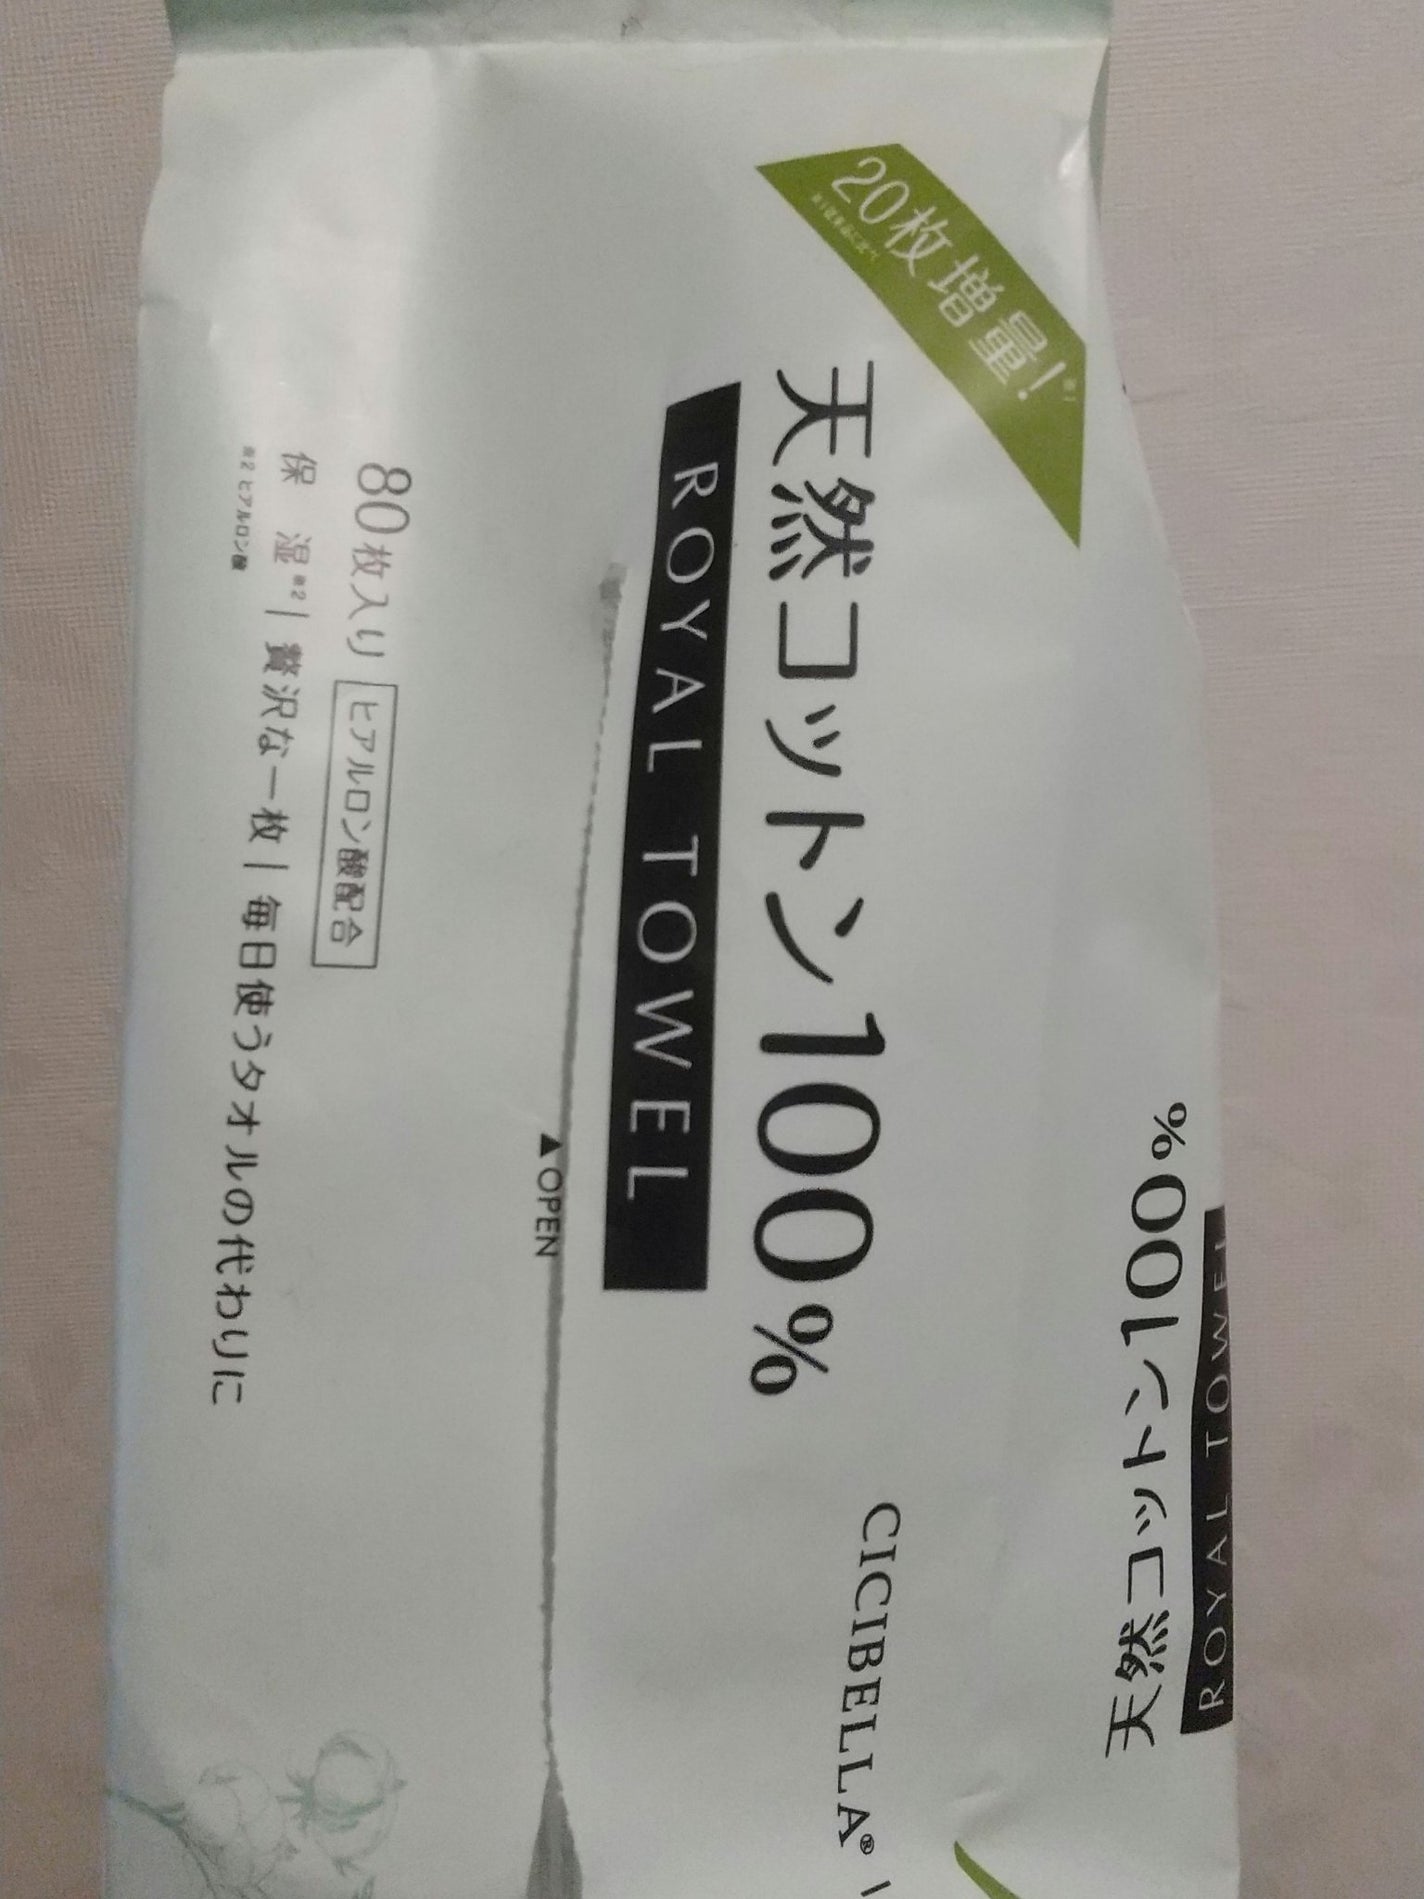 20枚増量！※1
CICIBELLA®
天然コットン100%
ROYAL TOWEL
▲OPEN
80枚入り ヒアルロン酸配合
保 湿※2｜贅沢な一枚｜毎日使うタオルの代わりに
※2 ヒアルロン酸
天然コットン100%
ROYAL TOWEL